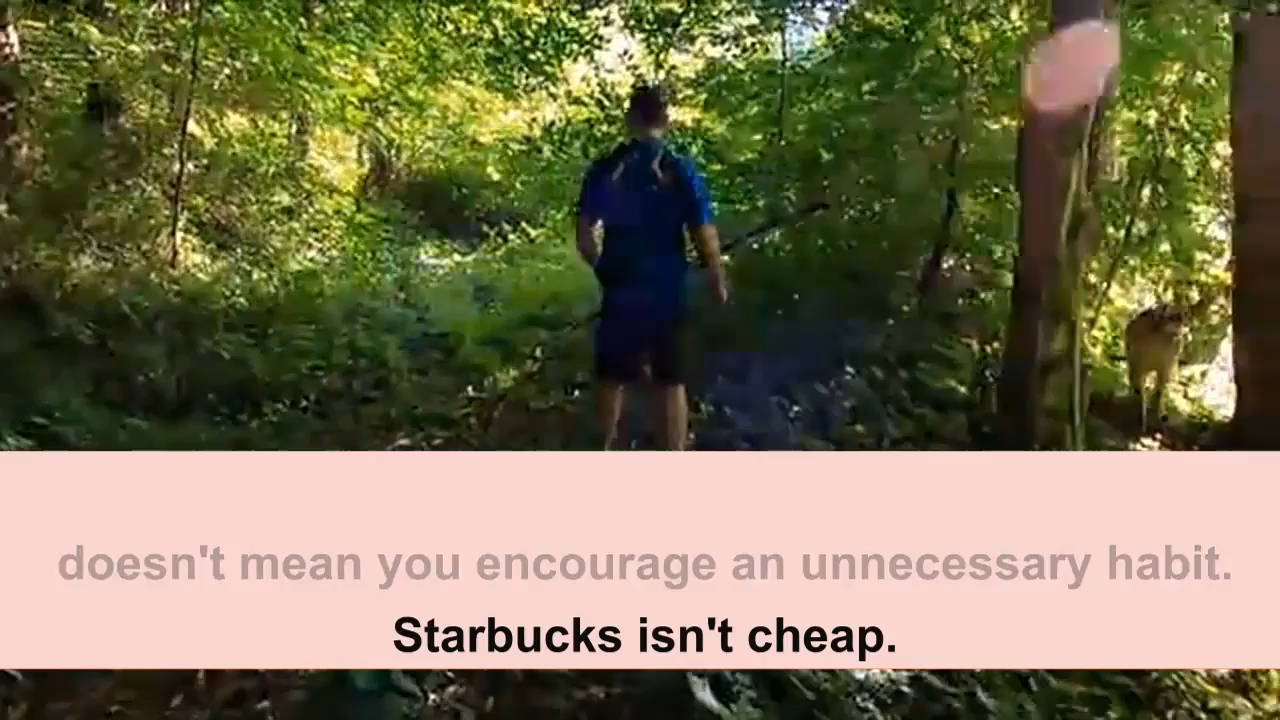 doesn't mean you encourage an unnecessary habit.
Starbucks isn't cheap.